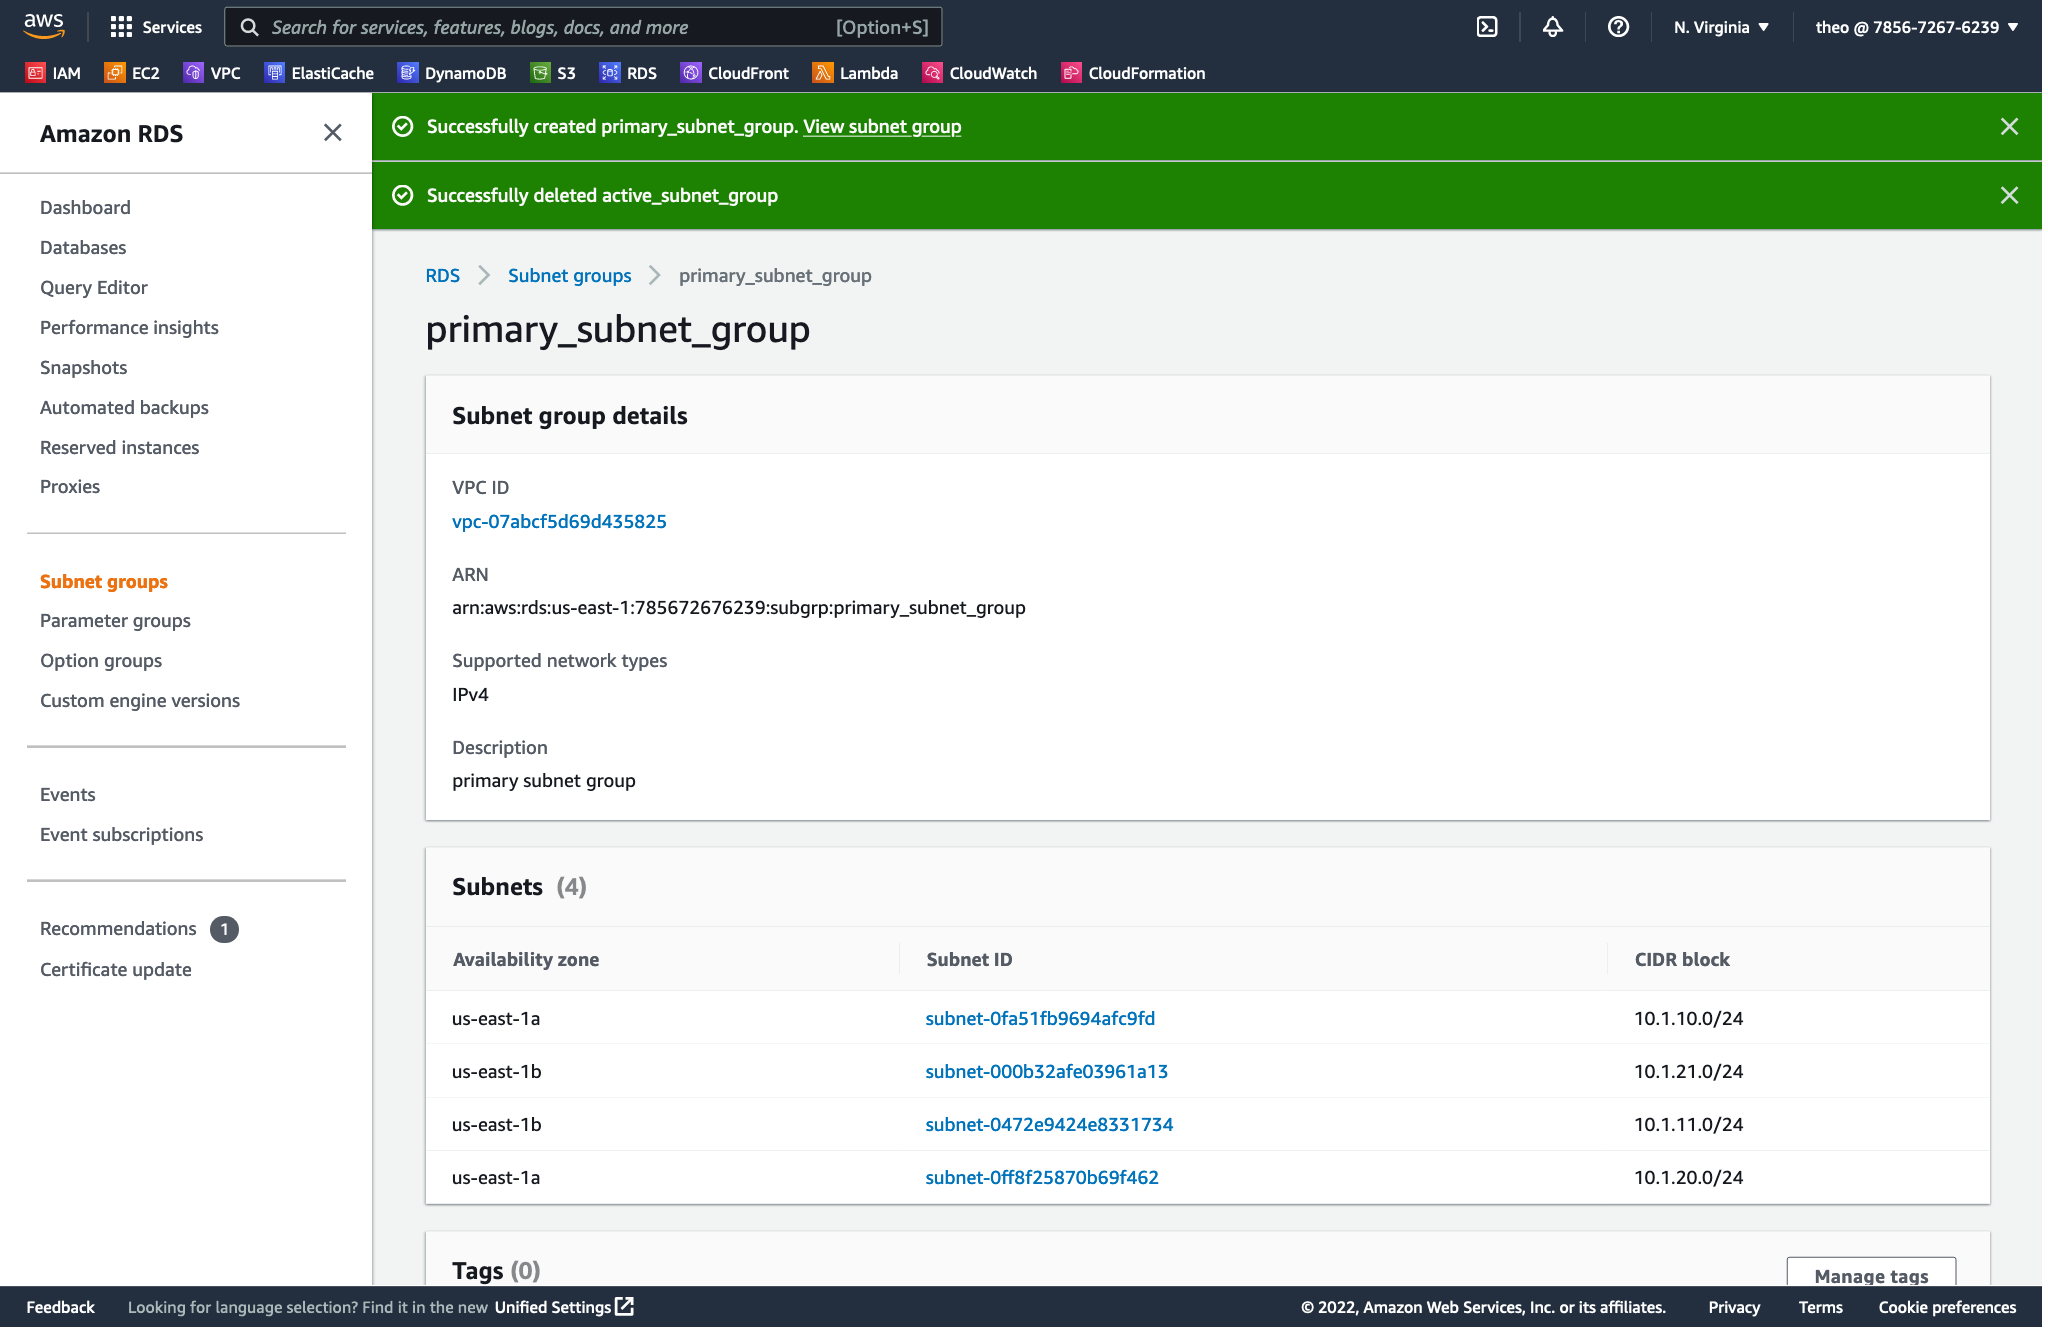 aws
Services
Search for services, features, blogs, docs, and more [Option+S]
N. Virginia
theo @ 7856-7267-6239
IAM EC2 VPC ElastiCache DynamoDB S3 RDS CloudFront Lambda CloudWatch CloudFormation
Amazon RDS
Dashboard
Databases
Query Editor
Performance insights
Snapshots
Automated backups
Reserved instances
Proxies
Subnet groups
Parameter groups
Option groups
Custom engine versions
Events
Event subscriptions
Recommendations 1
Certificate update
Successfully created primary_subnet_group. View subnet group
Successfully deleted active_subnet_group
RDS Subnet groups primary_subnet_group
primary_subnet_group
Subnet group details
VPC ID
vpc-07abcf5d69d435825
ARN
arn:aws:rds:us-east-1:785672676239:subgrp:primary_subnet_group
Supported network types
IPv4
Description
primary subnet group
Subnets (4)
Availability zone Subnet ID CIDR block
us-east-1a subnet-0fa51fb9694afc9fd 10.1.10.0/24
us-east-1b subnet-000b32afe03961a13 10.1.21.0/24
us-east-1b subnet-0472e9424e8331734 10.1.11.0/24
us-east-1a subnet-0ff8f25870b69f462 10.1.20.0/24
Tags (0)
Manage tags
Feedback Looking for language selection? Find it in the new Unified Settings
© 2022, Amazon Web Services, Inc. or its affiliates. Privacy Terms Cookie preferences